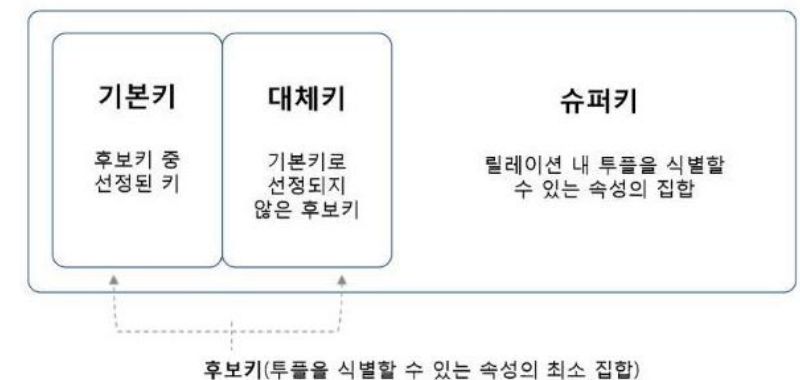 기본키
후보키 중
선정된 키
대체키
기본키로
선정되지
않은 후보키
슈퍼키
릴레이션 내 투플을 식별할
수 있는 속성의 집합
후보키(투플을 식별할 수 있는 속성의 최소 집합)